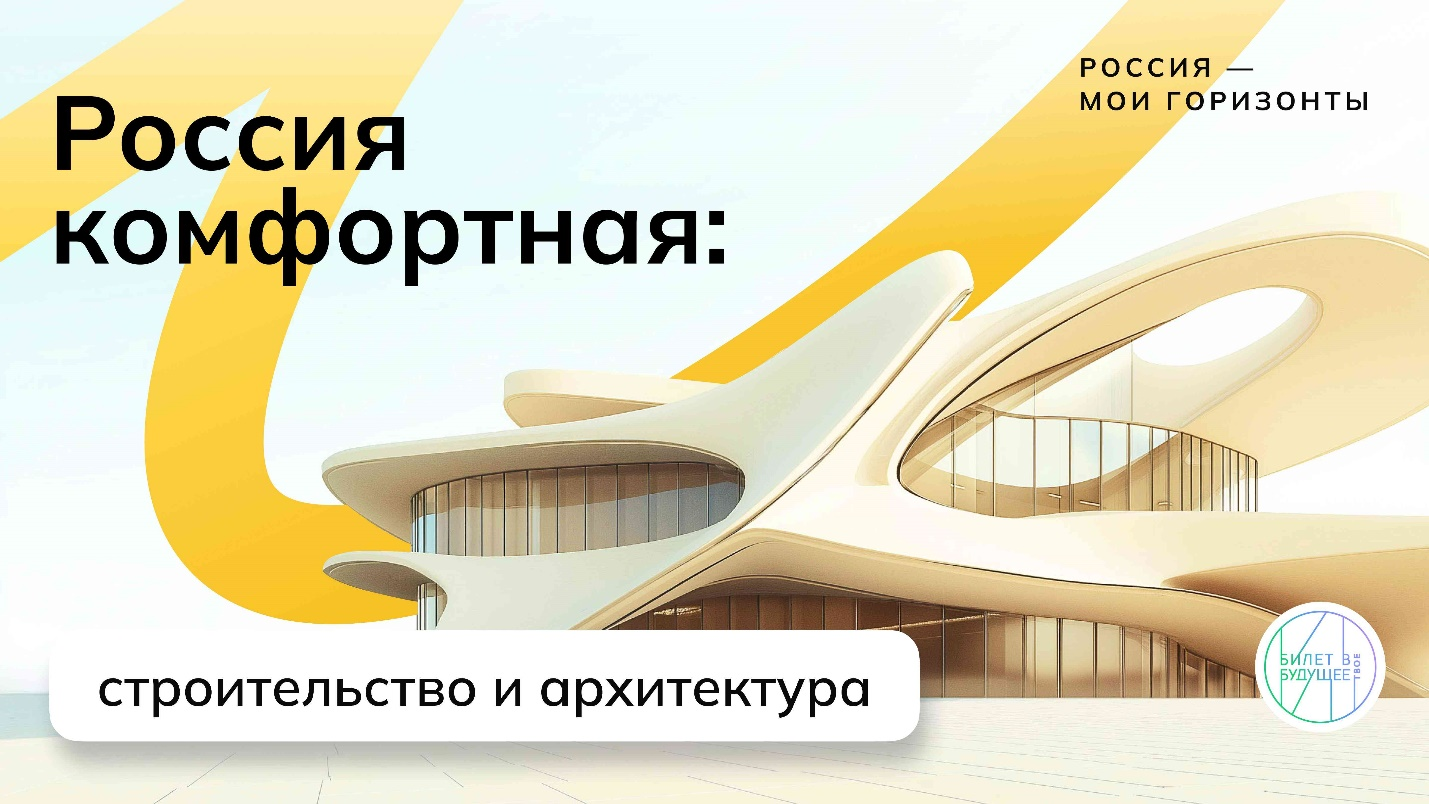 Россия
комфортная:
РОССИЯ —
МОИ ГОРИЗОНТЫ
строительство и архитектура
БИЛЕТ В
БУДУЩЕЕ
ТВОЕ